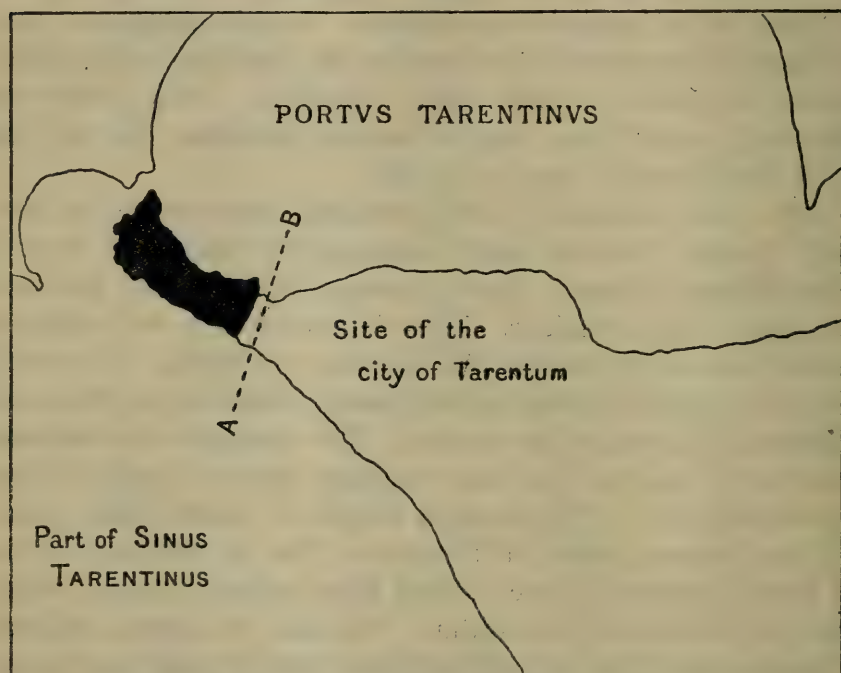 PORTVS TARENTINVS
B
Site of the
city of Tarentum
A
Part of SINUS
TARENTINUS